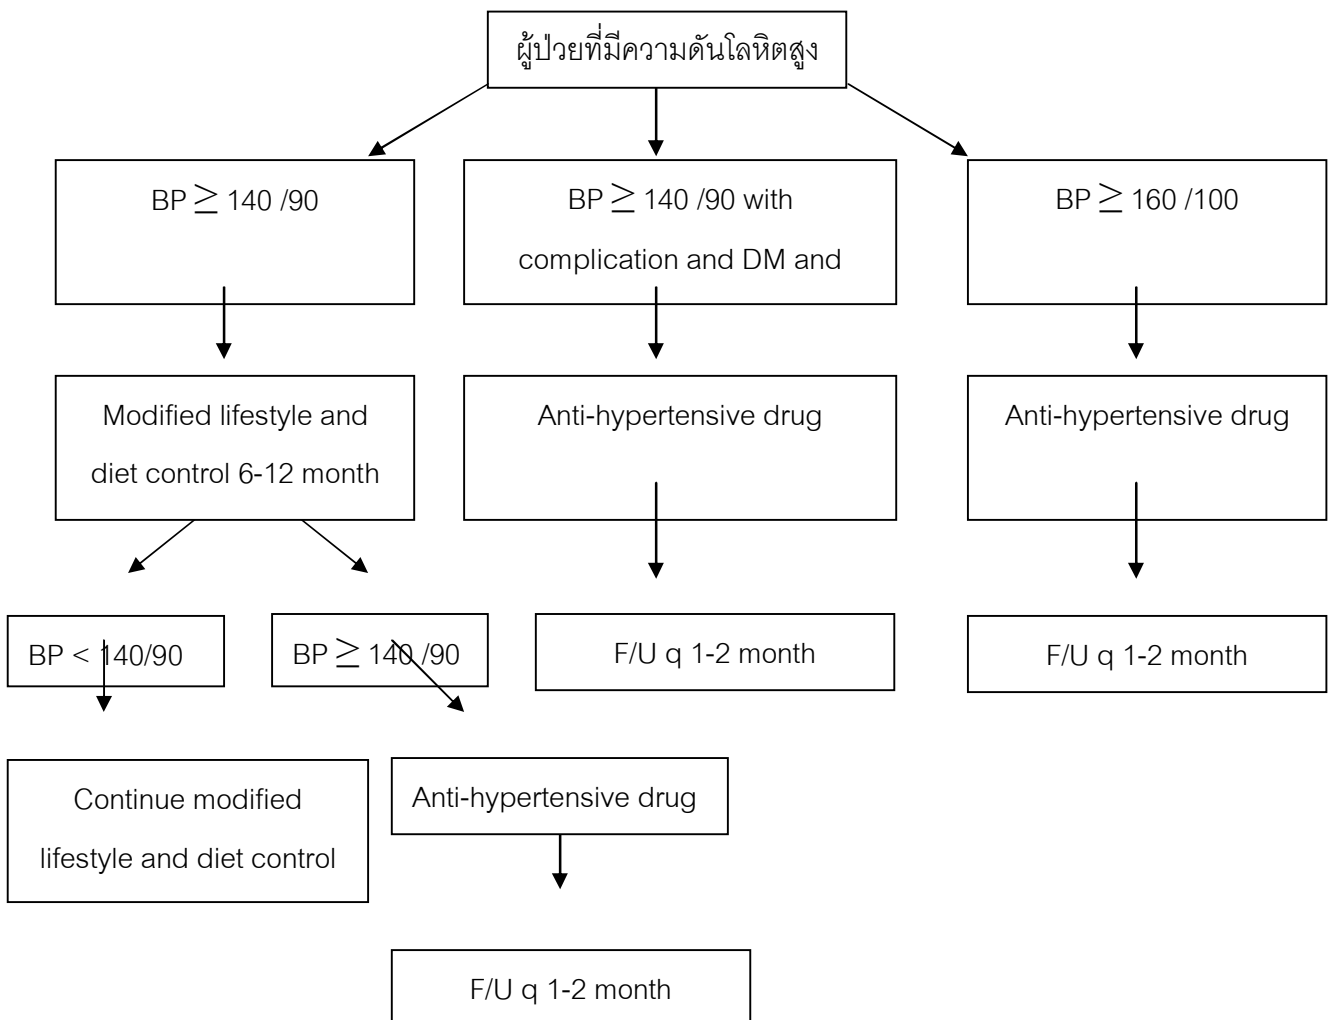 ผู้ป่วยที่มีความดันโลหิตสูง
BP ≥ 140 /90
BP ≥ 140 /90 with
complication and DM and
BP ≥ 160 /100
Modified lifestyle and
diet control 6-12 month
Anti-hypertensive drug
Anti-hypertensive drug
BP < 140/90
BP ≥ 140 /90
F/U q 1-2 month
F/U q 1-2 month
Continue modified
lifestyle and diet control
Anti-hypertensive drug
F/U q 1-2 month